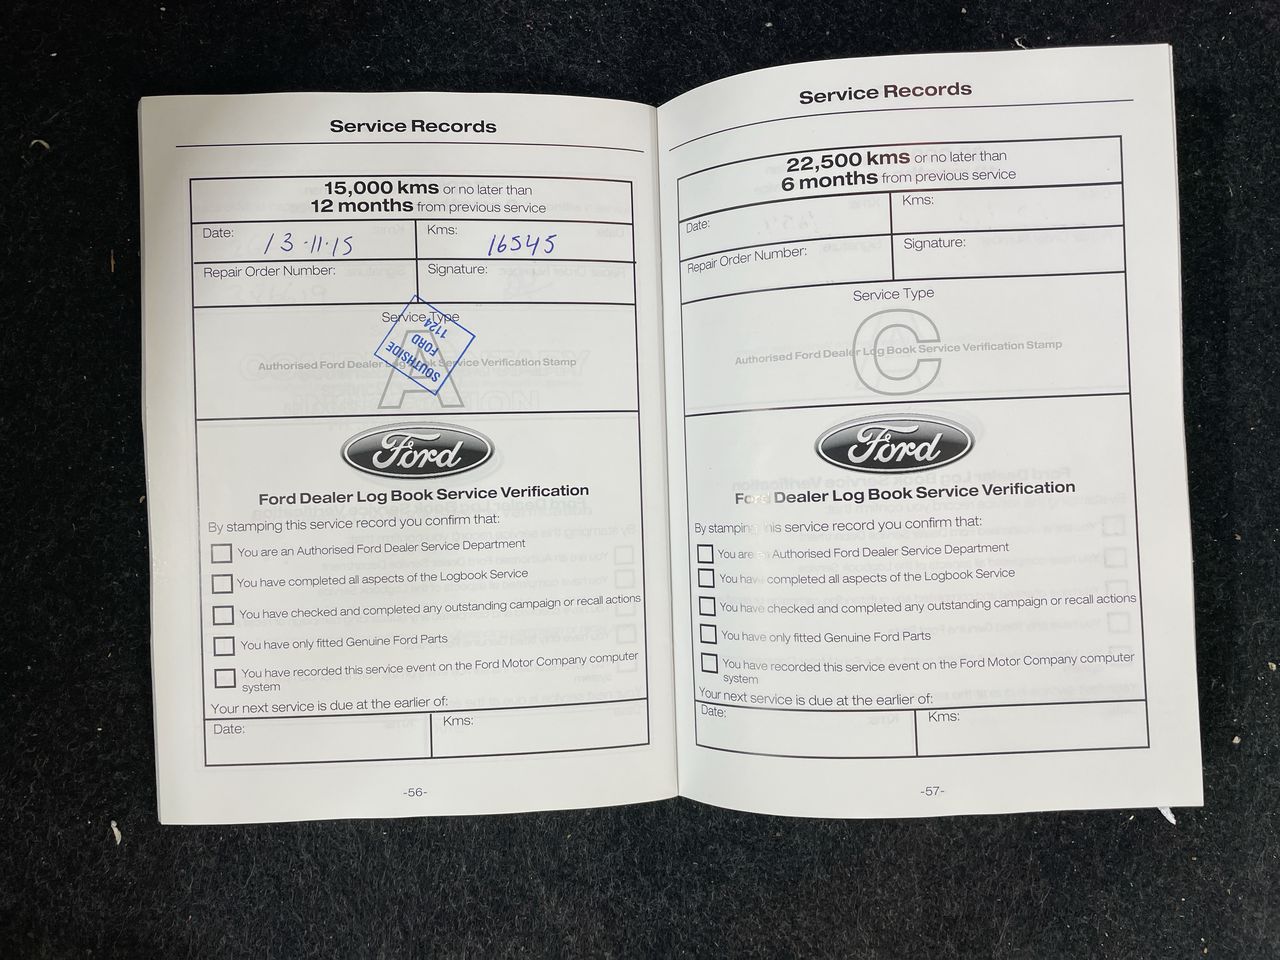 Service Records
15,000 kms or no later than
12 months from previous service
Date: 13·11·15
Kms: 16545
Repair Order Number:
Signature:
Service Type
A
Authorised Ford Dealer Log Book Service Verification Stamp
SOUTHSIDE
FORD
1124
Ford
Ford Dealer Log Book Service Verification
By stamping this service record you confirm that:
You are an Authorised Ford Dealer Service Department
You have completed all aspects of the Logbook Service
You have checked and completed any outstanding campaign or recall actions
You have only fitted Genuine Ford Parts
You have recorded this service event on the Ford Motor Company computer
system
Your next service is due at the earlier of:
Date:
Kms:
-56-
Service Records
22,500 kms or no later than
6 months from previous service
Date:
Kms:
Repair Order Number:
Signature:
Service Type
C
Authorised Ford Dealer Log Book Service Verification Stamp
Ford
Ford Dealer Log Book Service Verification
By stamping this service record you confirm that:
You are an Authorised Ford Dealer Service Department
You have completed all aspects of the Logbook Service
You have checked and completed any outstanding campaign or recall actions
You have only fitted Genuine Ford Parts
You have recorded this service event on the Ford Motor Company computer
system
Your next service is due at the earlier of:
Date:
Kms:
-57-